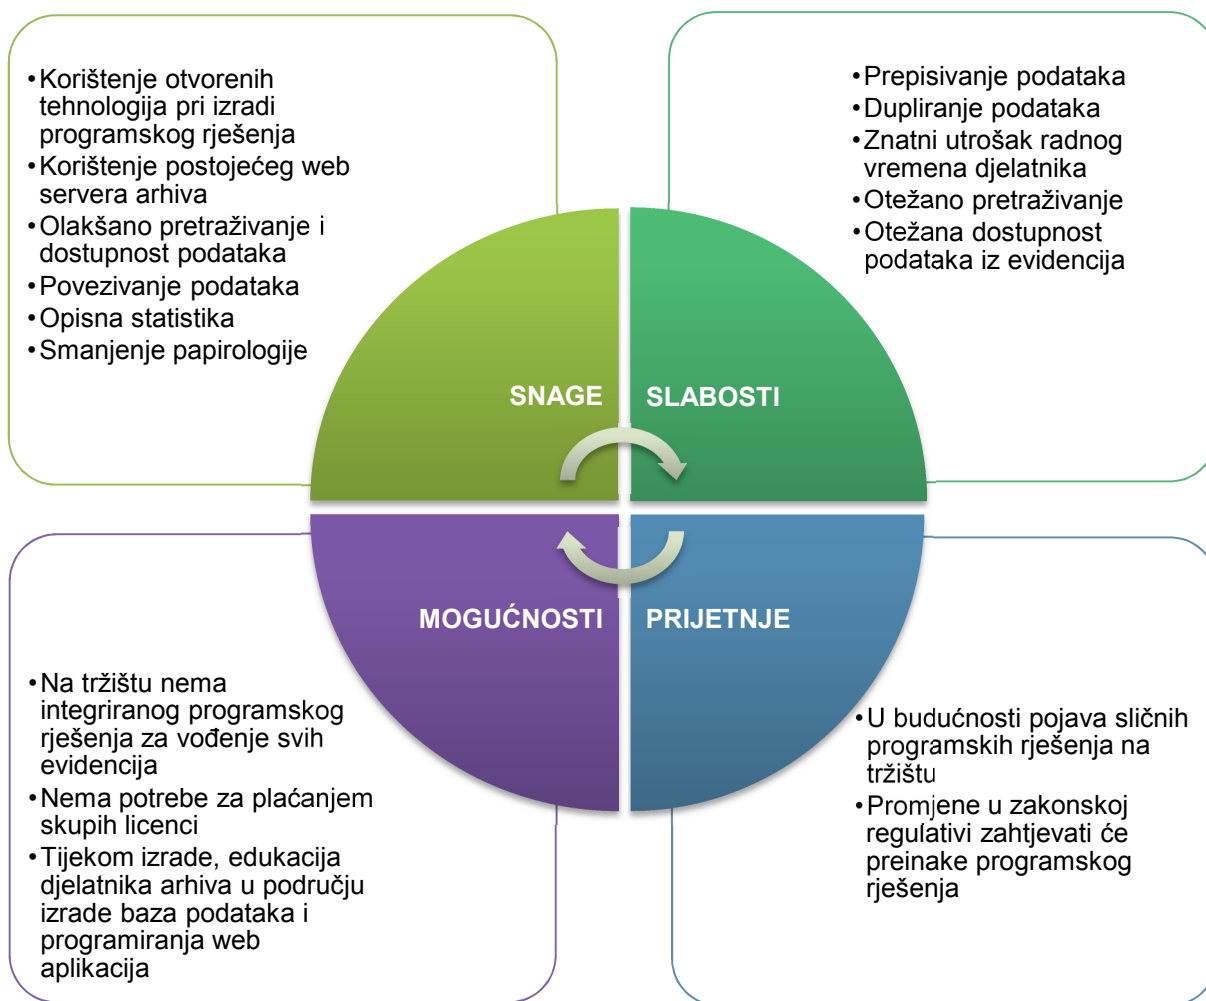 •Korištenje otvorenih
tehnologija pri izradi
programskog rješenja
•Korištenje postojećeg web
servera arhiva
•Olakšano pretraživanje i
dostupnost podataka
•Povezivanje podataka
•Opisna statistika
•Smanjenje papirologije
•Prepisivanje podataka
•Dupliranje podataka
•Znatni utrošak radnog
vremena djelatnika
•Otežano pretraživanje
•Otežana dostupnost
podataka iz evidencija
SNAGE
SLABOSTI
MOGUĆNOSTI
PRIJETNJE
•Na tržištu nema
integriranog programskog
rješenja za vođenje svih
evidencija
•Nema potrebe za plaćanjem
skupih licenci
•Tijekom izrade, edukacija
djelatnika arhiva u području
izrade baza podataka i
programiranja web
aplikacija
•U budućnosti pojava sličnih
programskih rješenja na
tržištu
•Promjene u zakonskoj
regulativi zahtjevati će
preinake programskog
rješenja